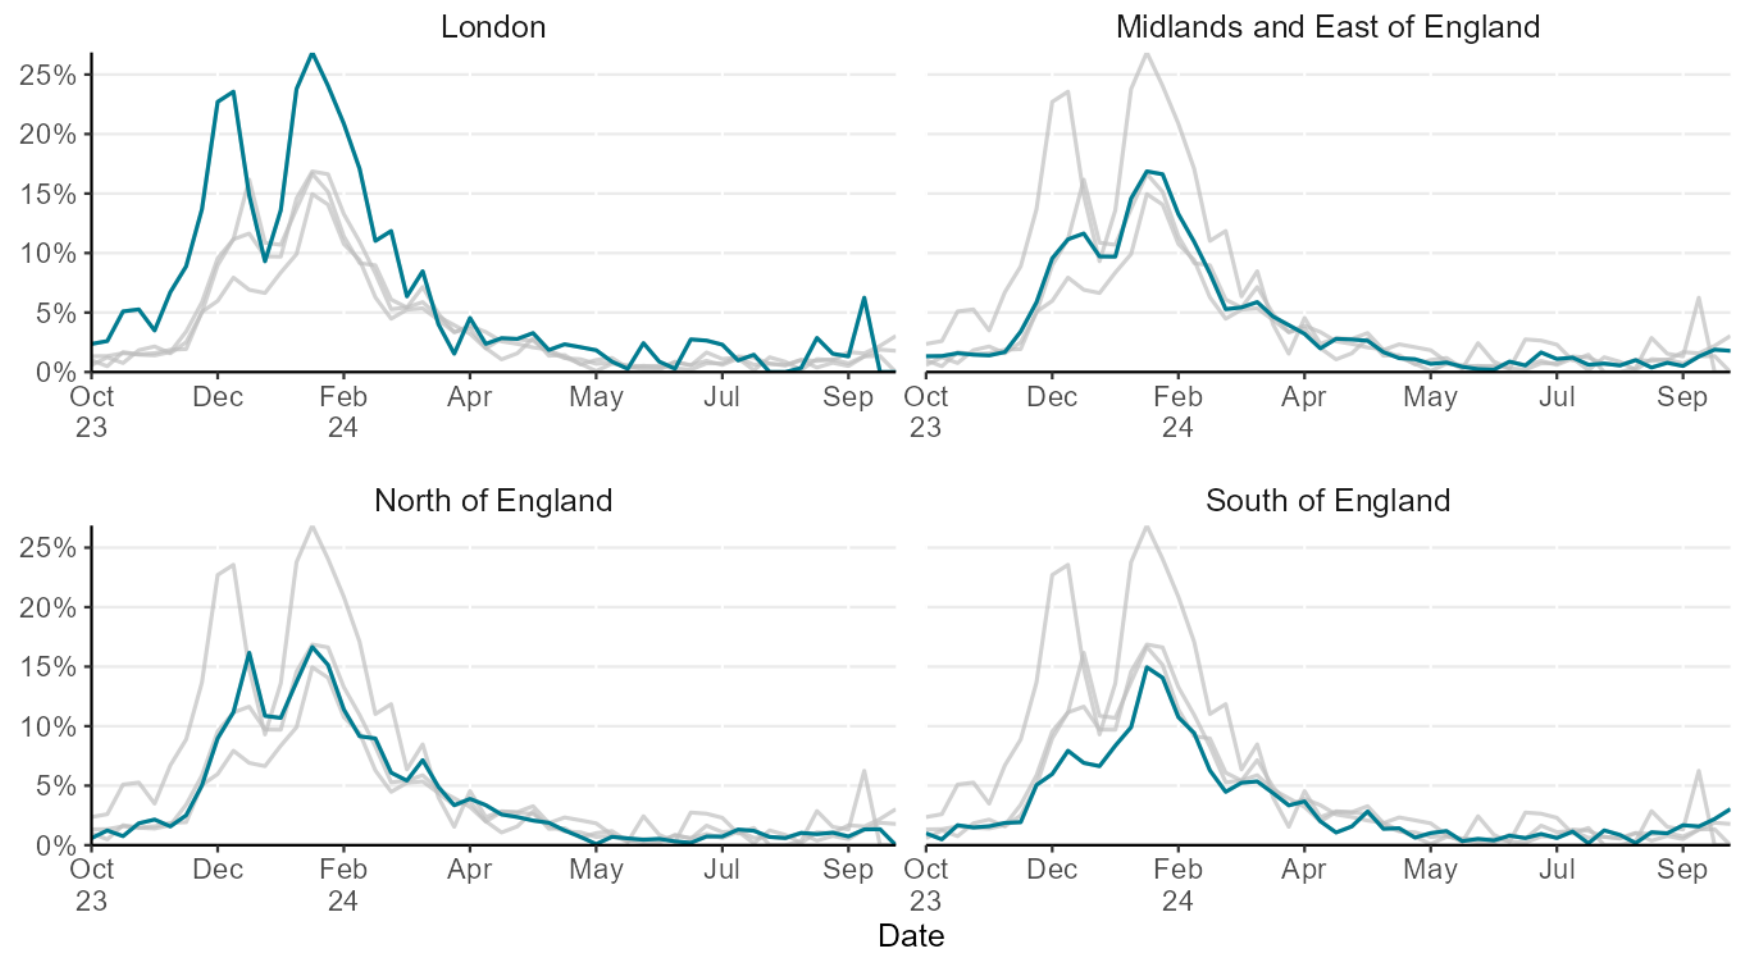 London
Midlands and East of England
25%
20%
15%
10%
5%
0%
Oct Dec Feb Apr May Jul Sep
23 24
Oct Dec Feb Apr May Jul Sep
23 24
North of England
South of England
25%
20%
15%
10%
5%
0%
Oct Dec Feb Apr May Jul Sep
23 24
Oct Dec Feb Apr May Jul Sep
23 24
Date